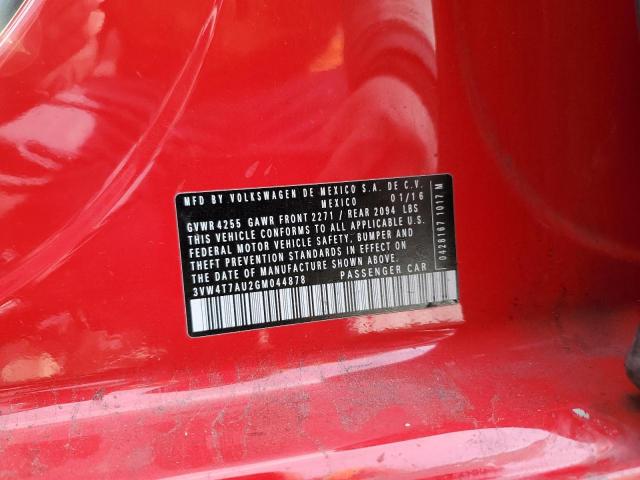 MFD BY VOLKSWAGEN DE MEXICO S.A. DE C.V.
MEXICO 01/16
GVWR 4255 GAWR FRONT 2271 / REAR 2094 LBS
THIS VEHICLE CONFORMS TO ALL APPLICABLE U.S.
FEDERAL MOTOR VEHICLE SAFETY, BUMPER AND
THEFT PREVENTION STANDARDS IN EFFECT ON
THE DATE OF MANUFACTURE SHOWN ABOVE.
3VW4T7AU2GM044878 PASSENGER CAR
0428167 1017 M